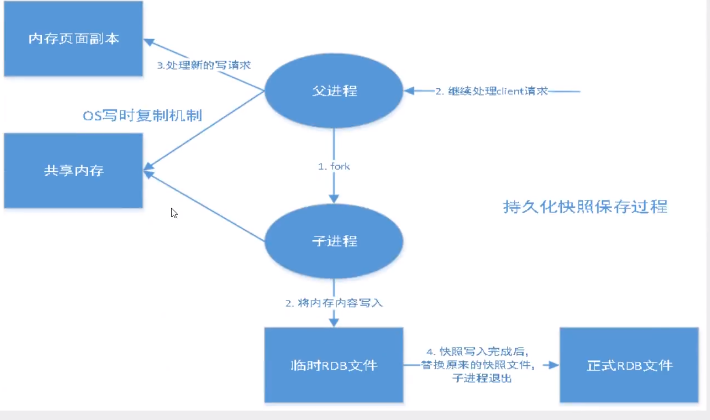 内存页面副本
3.处理新的写请求
父进程
2. 继续处理client请求
OS写时复制机制
共享内存
1. fork
持久化快照保存过程
子进程
2. 将内存内容写入
临时RDB文件
4. 快照写入完成后,
替换原来的快照文件,
子进程退出
正式RDB文件